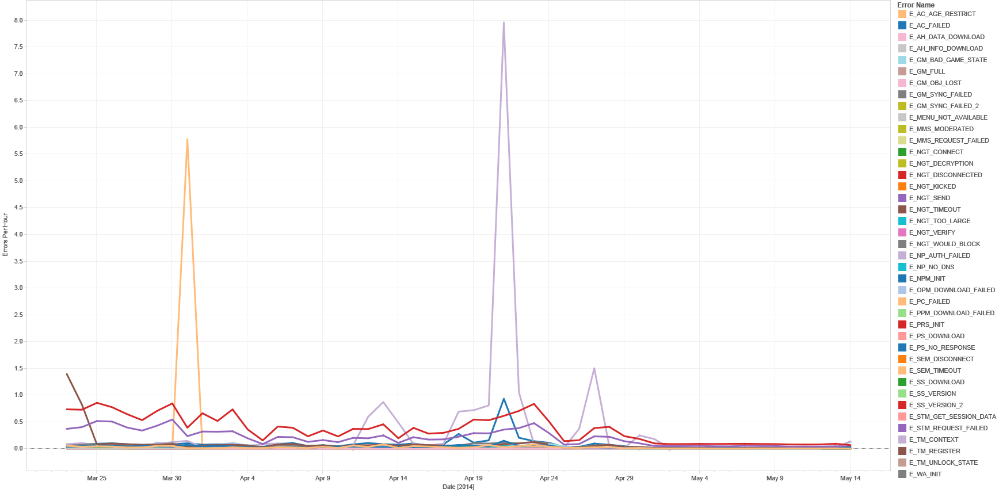 Error Name
E_AC_AGE_RESTRICT
E_AC_FAILED
E_AH_DATA_DOWNLOAD
E_AH_INFO_DOWNLOAD
E_GM_BAD_GAME_STATE
E_GM_FULL
E_GM_OBJ_LOST
E_GM_SYNC_FAILED
E_GM_SYNC_FAILED_2
E_MENU_NOT_AVAILABLE
E_MMS_MODERATED
E_MMS_REQUEST_FAILED
E_NGT_CONNECT
E_NGT_DECRYPTION
E_NGT_DISCONNECTED
E_NGT_KICKED
E_NGT_SEND
E_NGT_TIMEOUT
E_NGT_TOO_LARGE
E_NGT_VERIFY
E_NGT_WOULD_BLOCK
E_NP_AUTH_FAILED
E_NP_NO_DNS
E_NPM_INIT
E_OPM_DOWNLOAD_FAILED
E_PC_FAILED
E_PPM_DOWNLOAD_FAILED
E_PRS_INIT
E_PS_DOWNLOAD
E_PS_NO_RESPONSE
E_SEM_DISCONNECT
E_SEM_TIMEOUT
E_SS_DOWNLOAD
E_SS_VERSION
E_SS_VERSION_2
E_STM_GET_SESSION_DATA
E_STM_REQUEST_FAILED
E_TM_CONTEXT
E_TM_REGISTER
E_TM_UNLOCK_STATE
E_WA_INIT
Errors Per Hour
8.0
7.5
7.0
6.5
6.0
5.5
5.0
4.5
4.0
3.5
3.0
2.5
2.0
1.5
1.0
0.5
0.0
Mar 25 Mar 30 Apr 4 Apr 9 Apr 14 Apr 19 Apr 24 Apr 29 May 4 May 9 May 14
Date [2014]